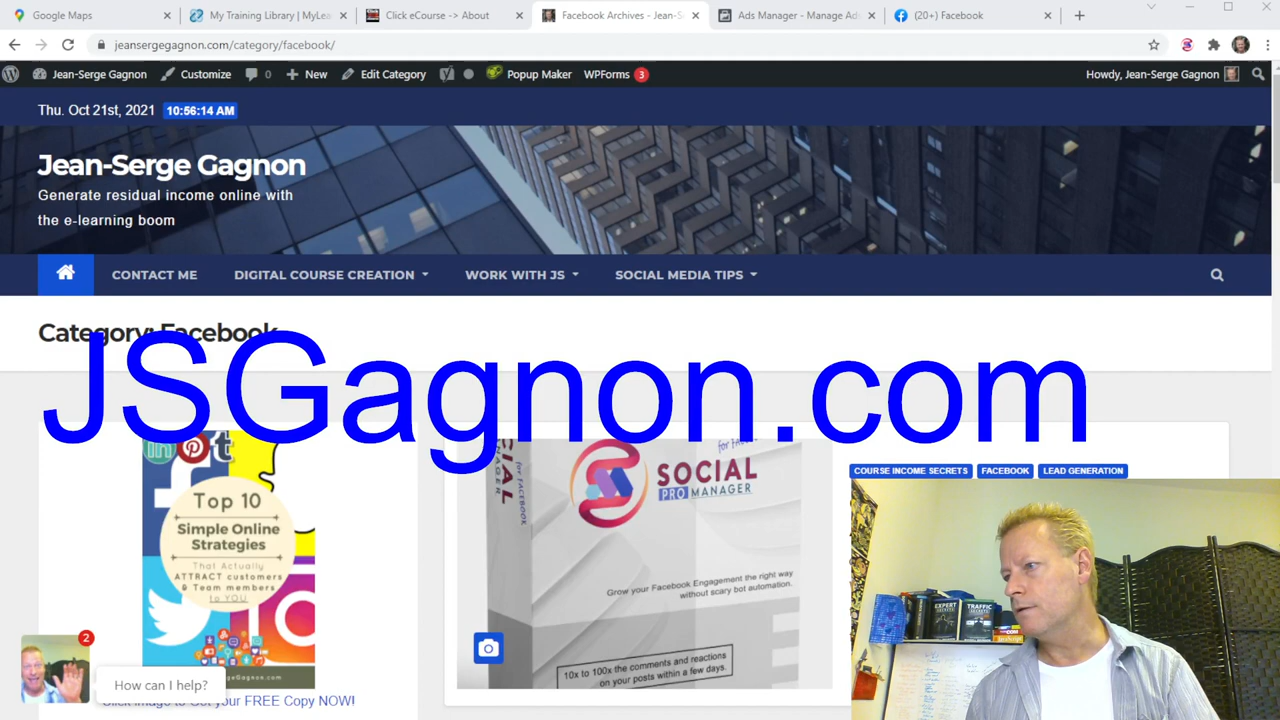 Google Maps
My Training Library | MyLea
Click eCourse -> About
Facebook Archives - Jean-S
Ads Manager - Manage Ads
(20+) Facebook
jeansergegagnon.com/category/facebook/
Jean-Serge Gagnon
Customize
0
New
Edit Category
Popup Maker
WPForms 3
Howdy, Jean-Serge Gagnon
Thu. Oct 21st, 2021 10:56:14 AM
Jean-Serge Gagnon
Generate residual income online with
the e-learning boom
CONTACT ME
DIGITAL COURSE CREATION
WORK WITH JS
SOCIAL MEDIA TIPS
Category: Facebook
JSGagnon.com
Top 10
Simple Online
Strategies
That Actually
ATTRACT customers
& Team members
to YOU
Click Image to Get your FREE Copy NOW!
2
How can I help?
for Facebook
SOCIAL
PRO MANAGER
Grow your Facebook Engagement the right way
without scary bot automation.
10x to 100x the comments and reactions
on your posts within a few days.
COURSE INCOME SECRETS
FACEBOOK
LEAD GENERATION
EXPERT
SECRETS
TRAFFIC
SECRETS